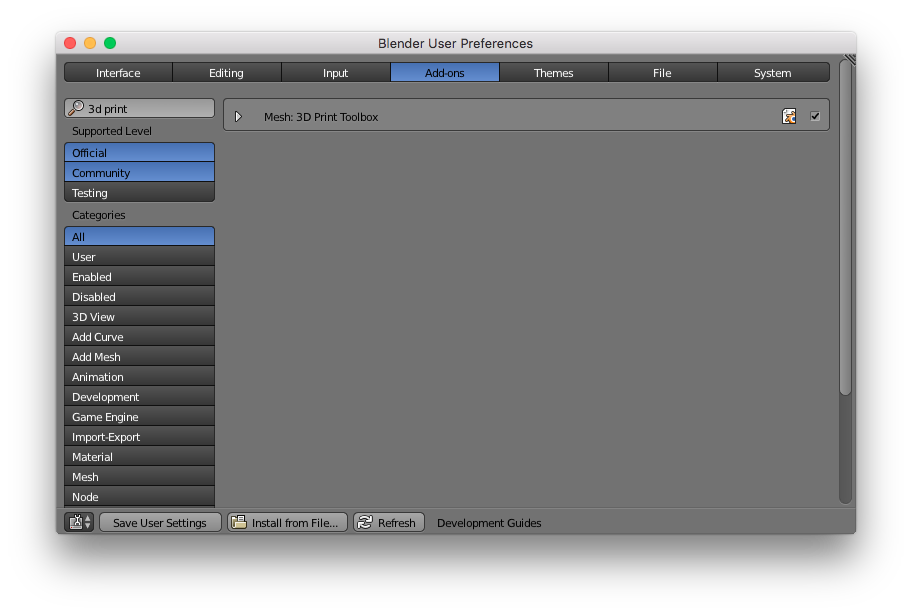 Blender User Preferences
Interface Editing Input Add-ons Themes File System
3d print
Mesh: 3D Print Toolbox
Supported Level
Official
Community
Testing
Categories
All
User
Enabled
Disabled
3D View
Add Curve
Add Mesh
Animation
Development
Game Engine
Import-Export
Material
Mesh
Node
Save User Settings Install from File... Refresh Development Guides